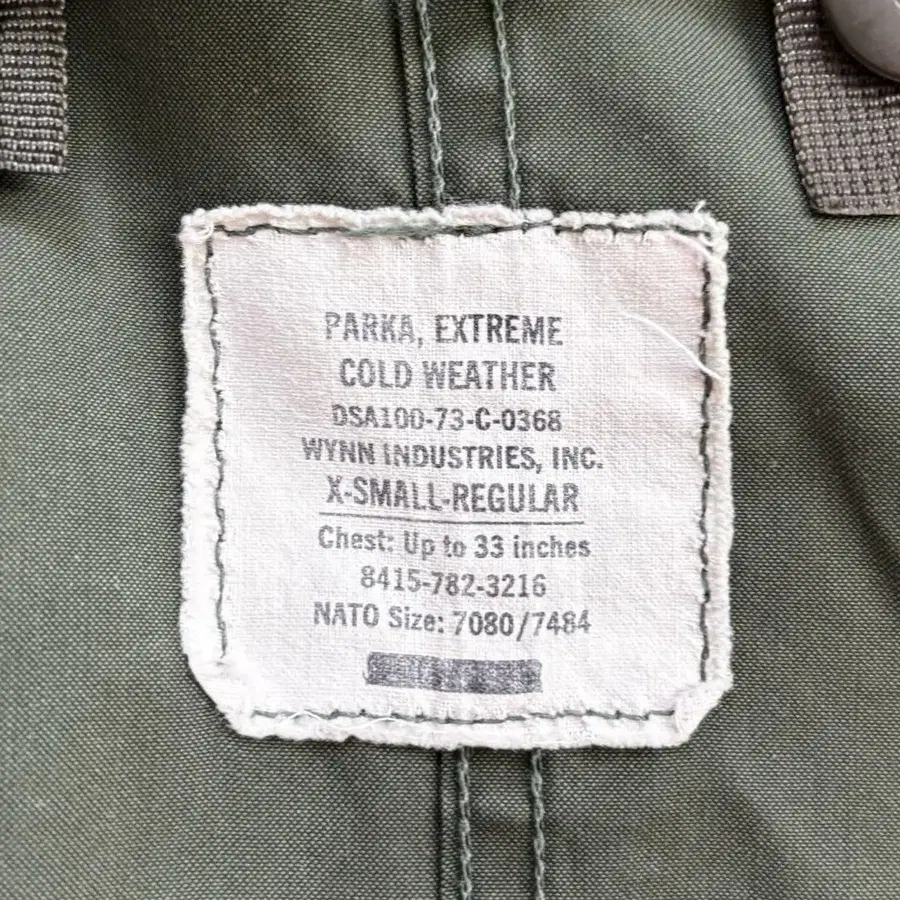 PARKA, EXTREME
COLD WEATHER
DSA100-73-C-0368
WYNN INDUSTRIES, INC.
X-SMALL-REGULAR
Chest: Up to 33 inches
8415-782-3216
NATO Size: 7080/7484